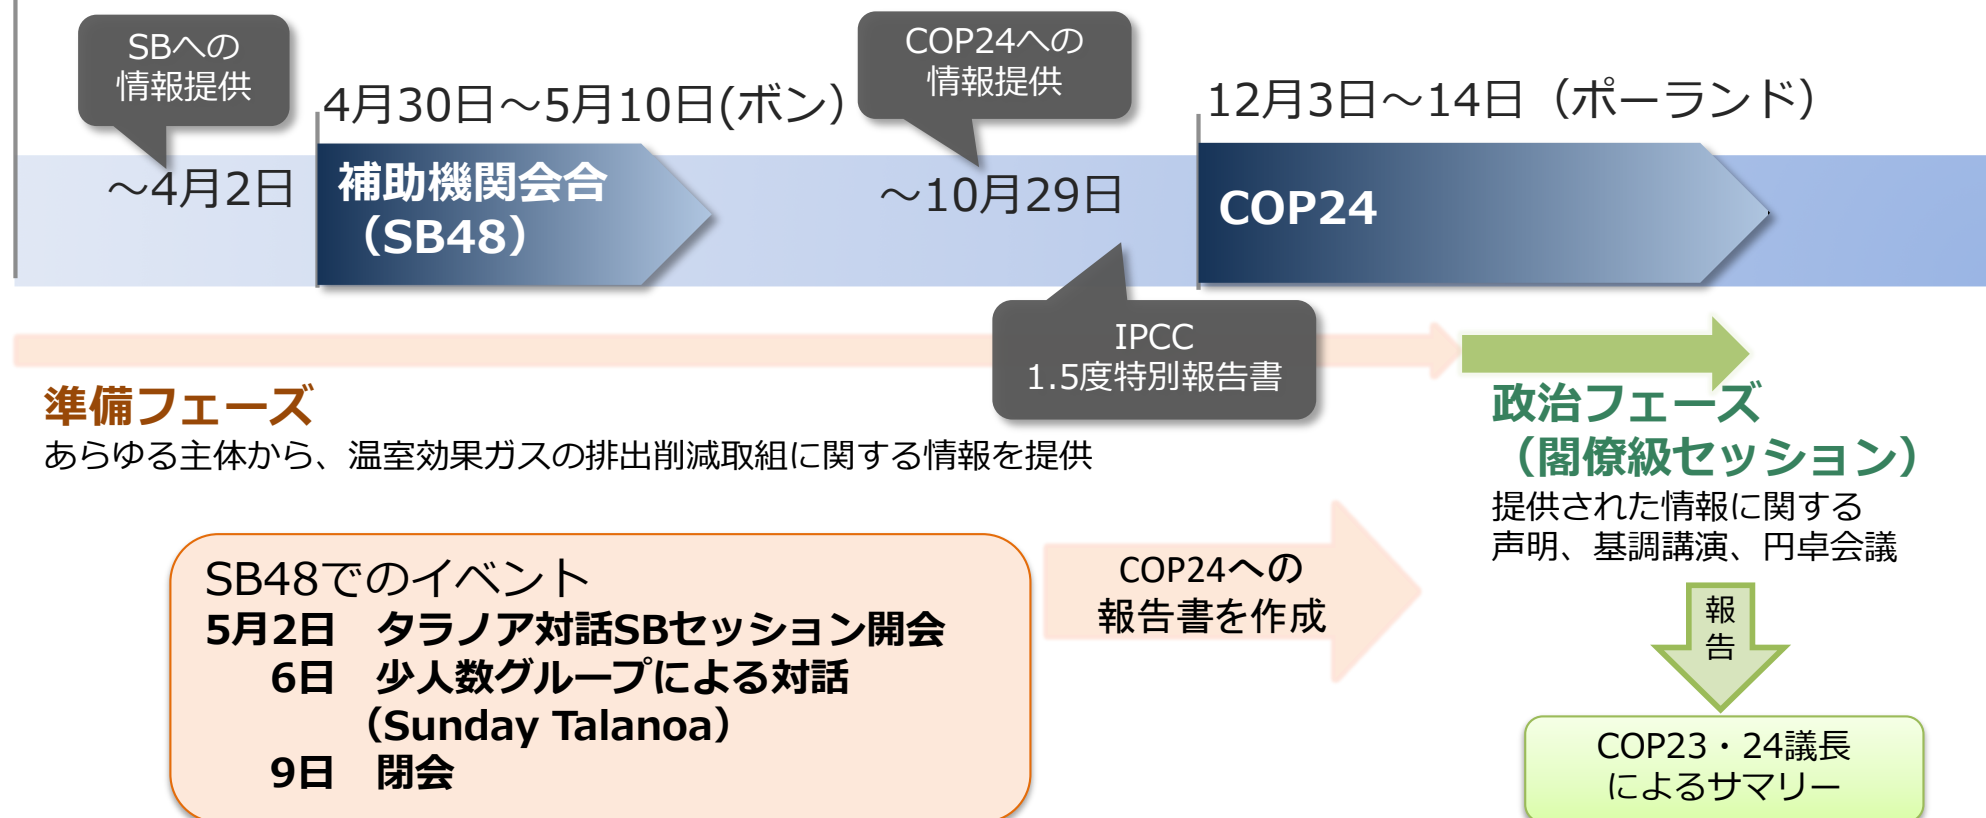 SBへの
情報提供
COP24への
情報提供
4月30日～5月10日(ボン）
12月3日～14日（ポーランド）
～4月2日
補助機関会合
（SB48）
～10月29日
COP24
IPCC
1.5度特別報告書
準備フェーズ
あらゆる主体から、温室効果ガスの排出削減取組に関する情報を提供
政治フェーズ
（閣僚級セッション）
提供された情報に関する
声明、基調講演、円卓会議
SB48でのイベント
5月2日　タラノア対話SBセッション開会
6日　少人数グループによる対話
（Sunday Talanoa）
9日　閉会
COP24への
報告書を作成
報
告
COP23・24議長
によるサマリー